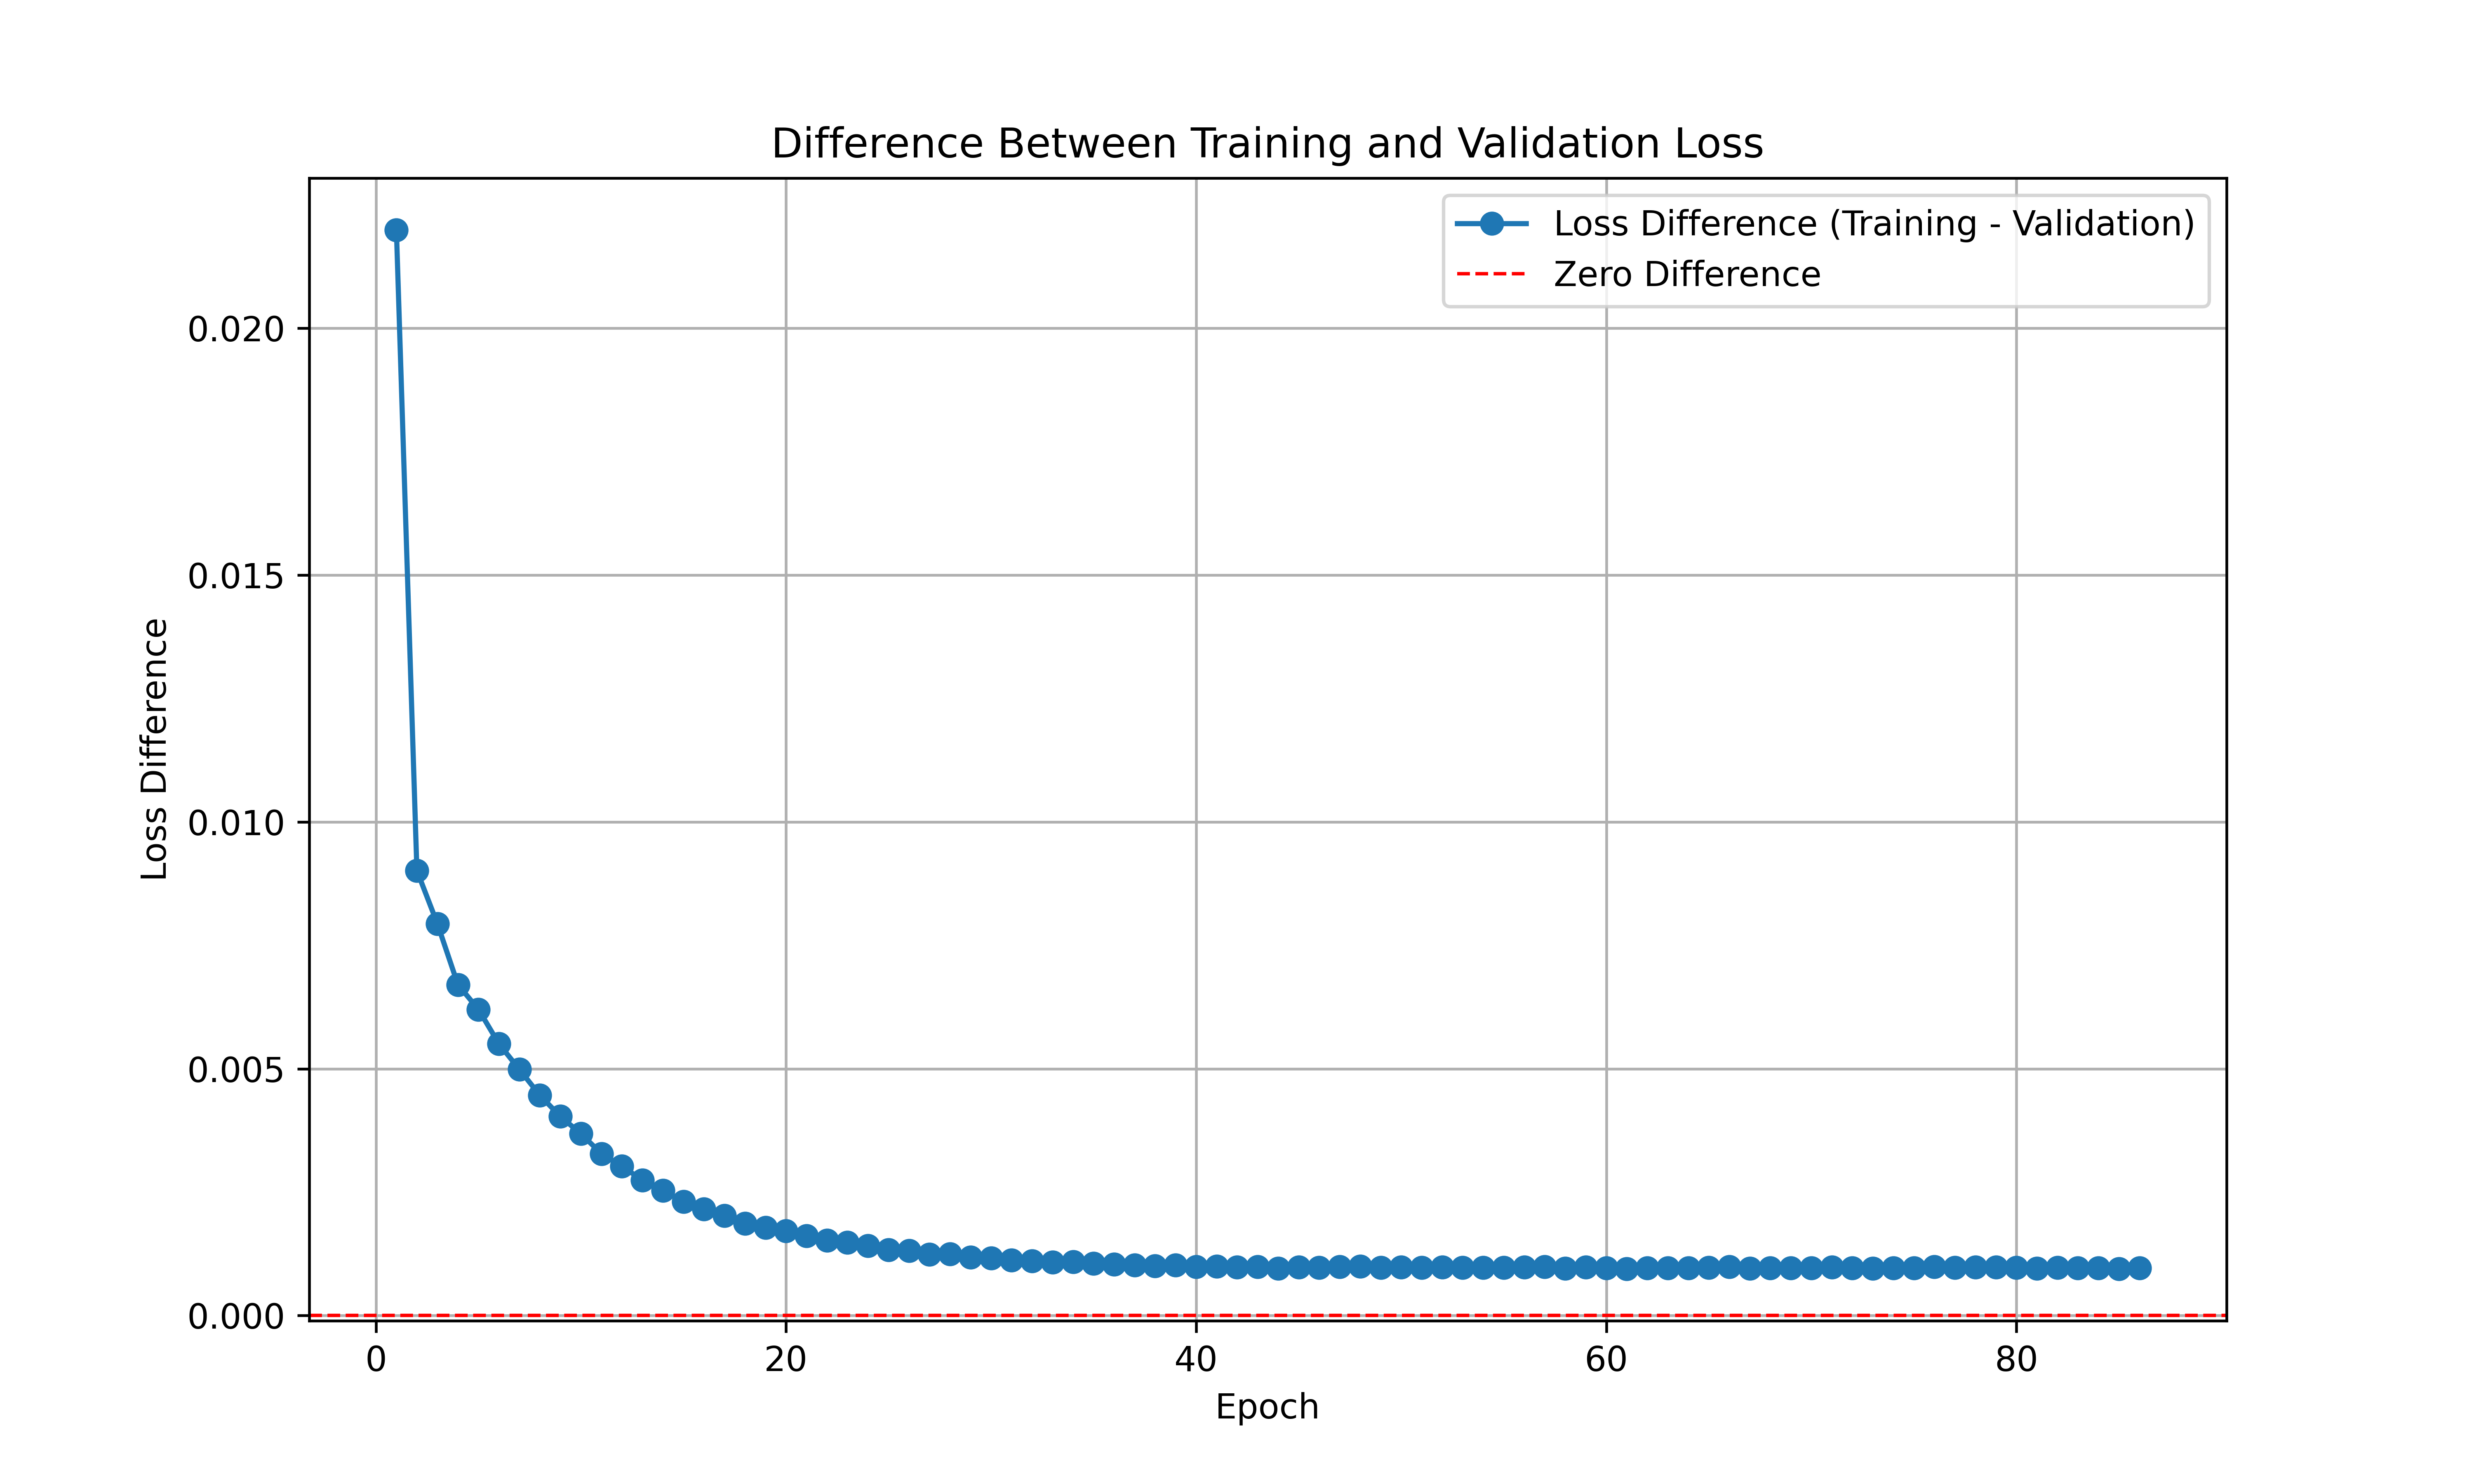 Difference Between Training and Validation Loss
Loss Difference (Training - Validation)
Zero Difference
0.020
0.015
0.010
0.005
0.000
Loss Difference
0 20 40 60 80
Epoch